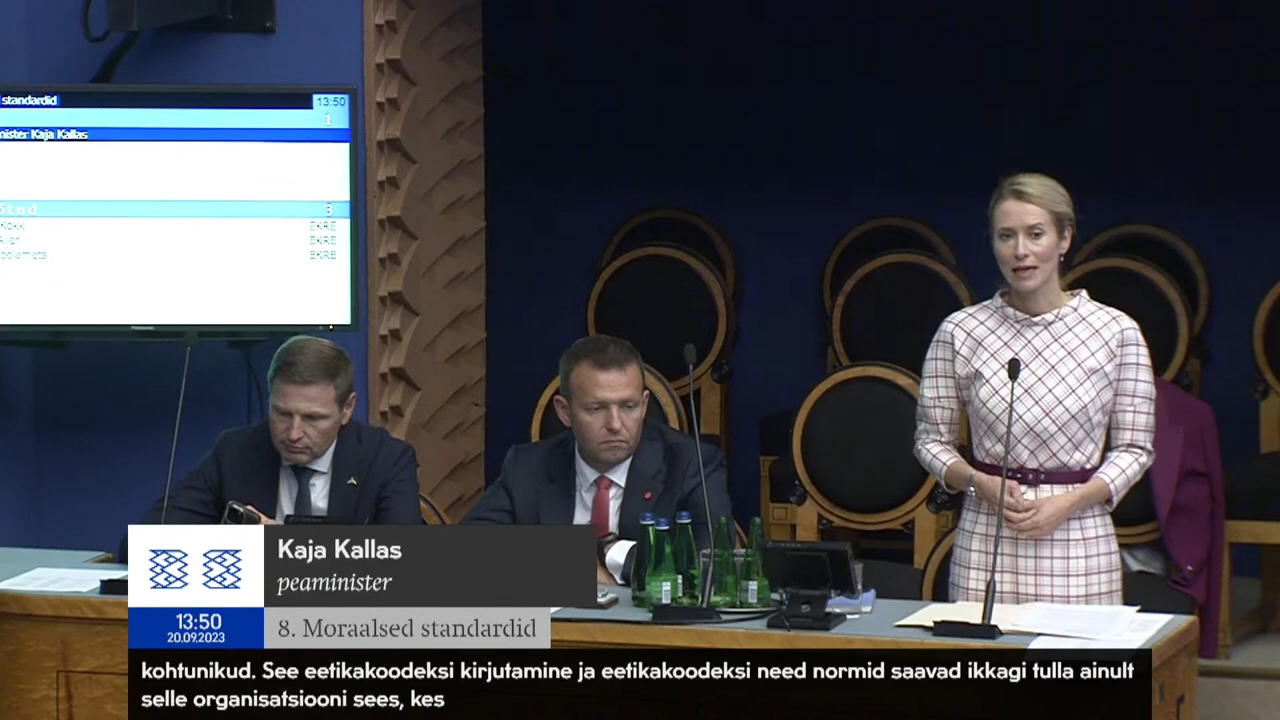 standardid
13:50
1
Kaja Kallas
3
EKRE
EKRE
EKRE
Kaja Kallas
peaminister
13:50
20.09.2023
8. Moraalsed standardid
kohtunikud. See eetikakoodeksi kirjutamine ja eetikakoodeksi need normid saavad ikkagi tulla ainult
selle organisatsiooni sees, kes